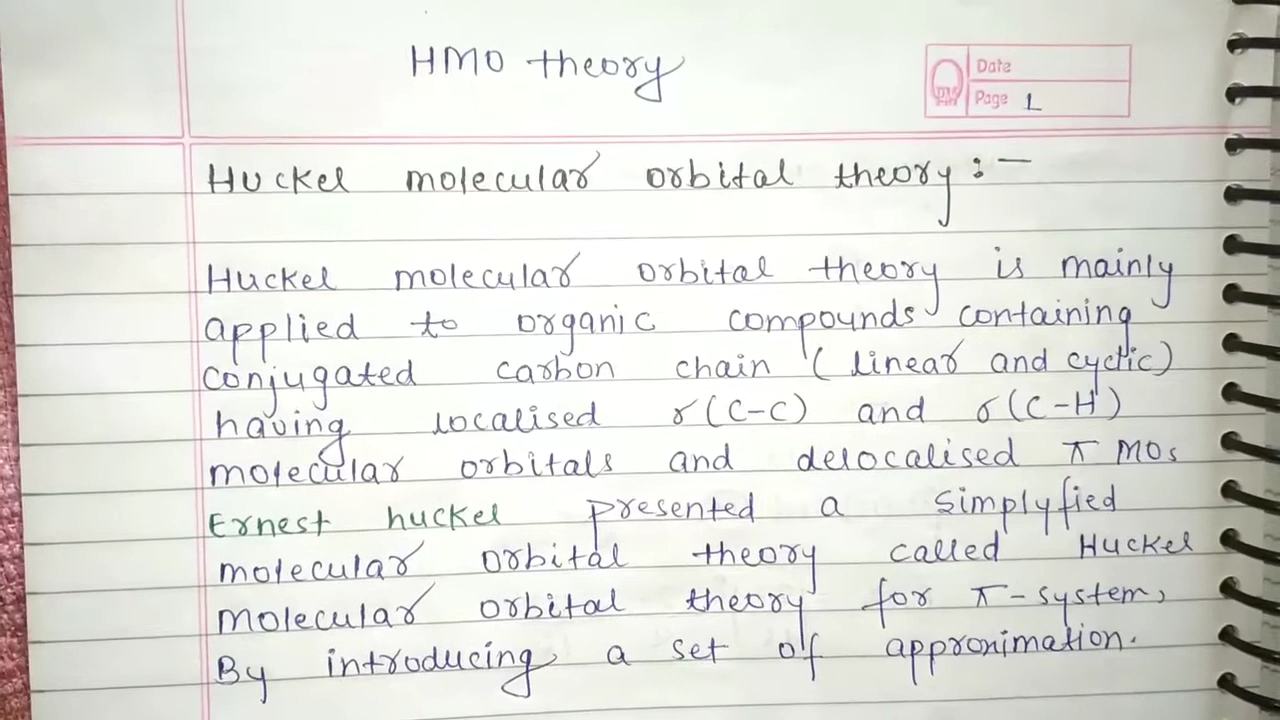 HMO theory
Date
Page 1
Huckel molecular orbital theory :-
Huckel molecular orbital theory is mainly
applied to organic compounds containing
conjugated carbon chain (linear and cyclic)
having localised σ(C-C) and σ(C-H)
molecular orbitals and delocalised π MOs
Ernest huckel presented a simplyfied
molecular orbital theory called Huckel
Molecular orbital theory for π-system,
By introducing a set of approximation.